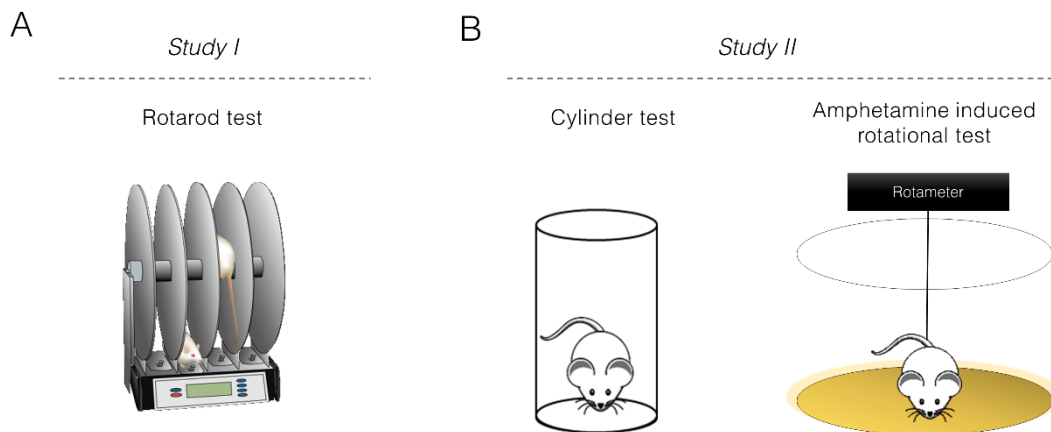 A
Study I
Rotarod test
B
Study II
Cylinder test
Amphetamine induced
rotational test
Rotameter